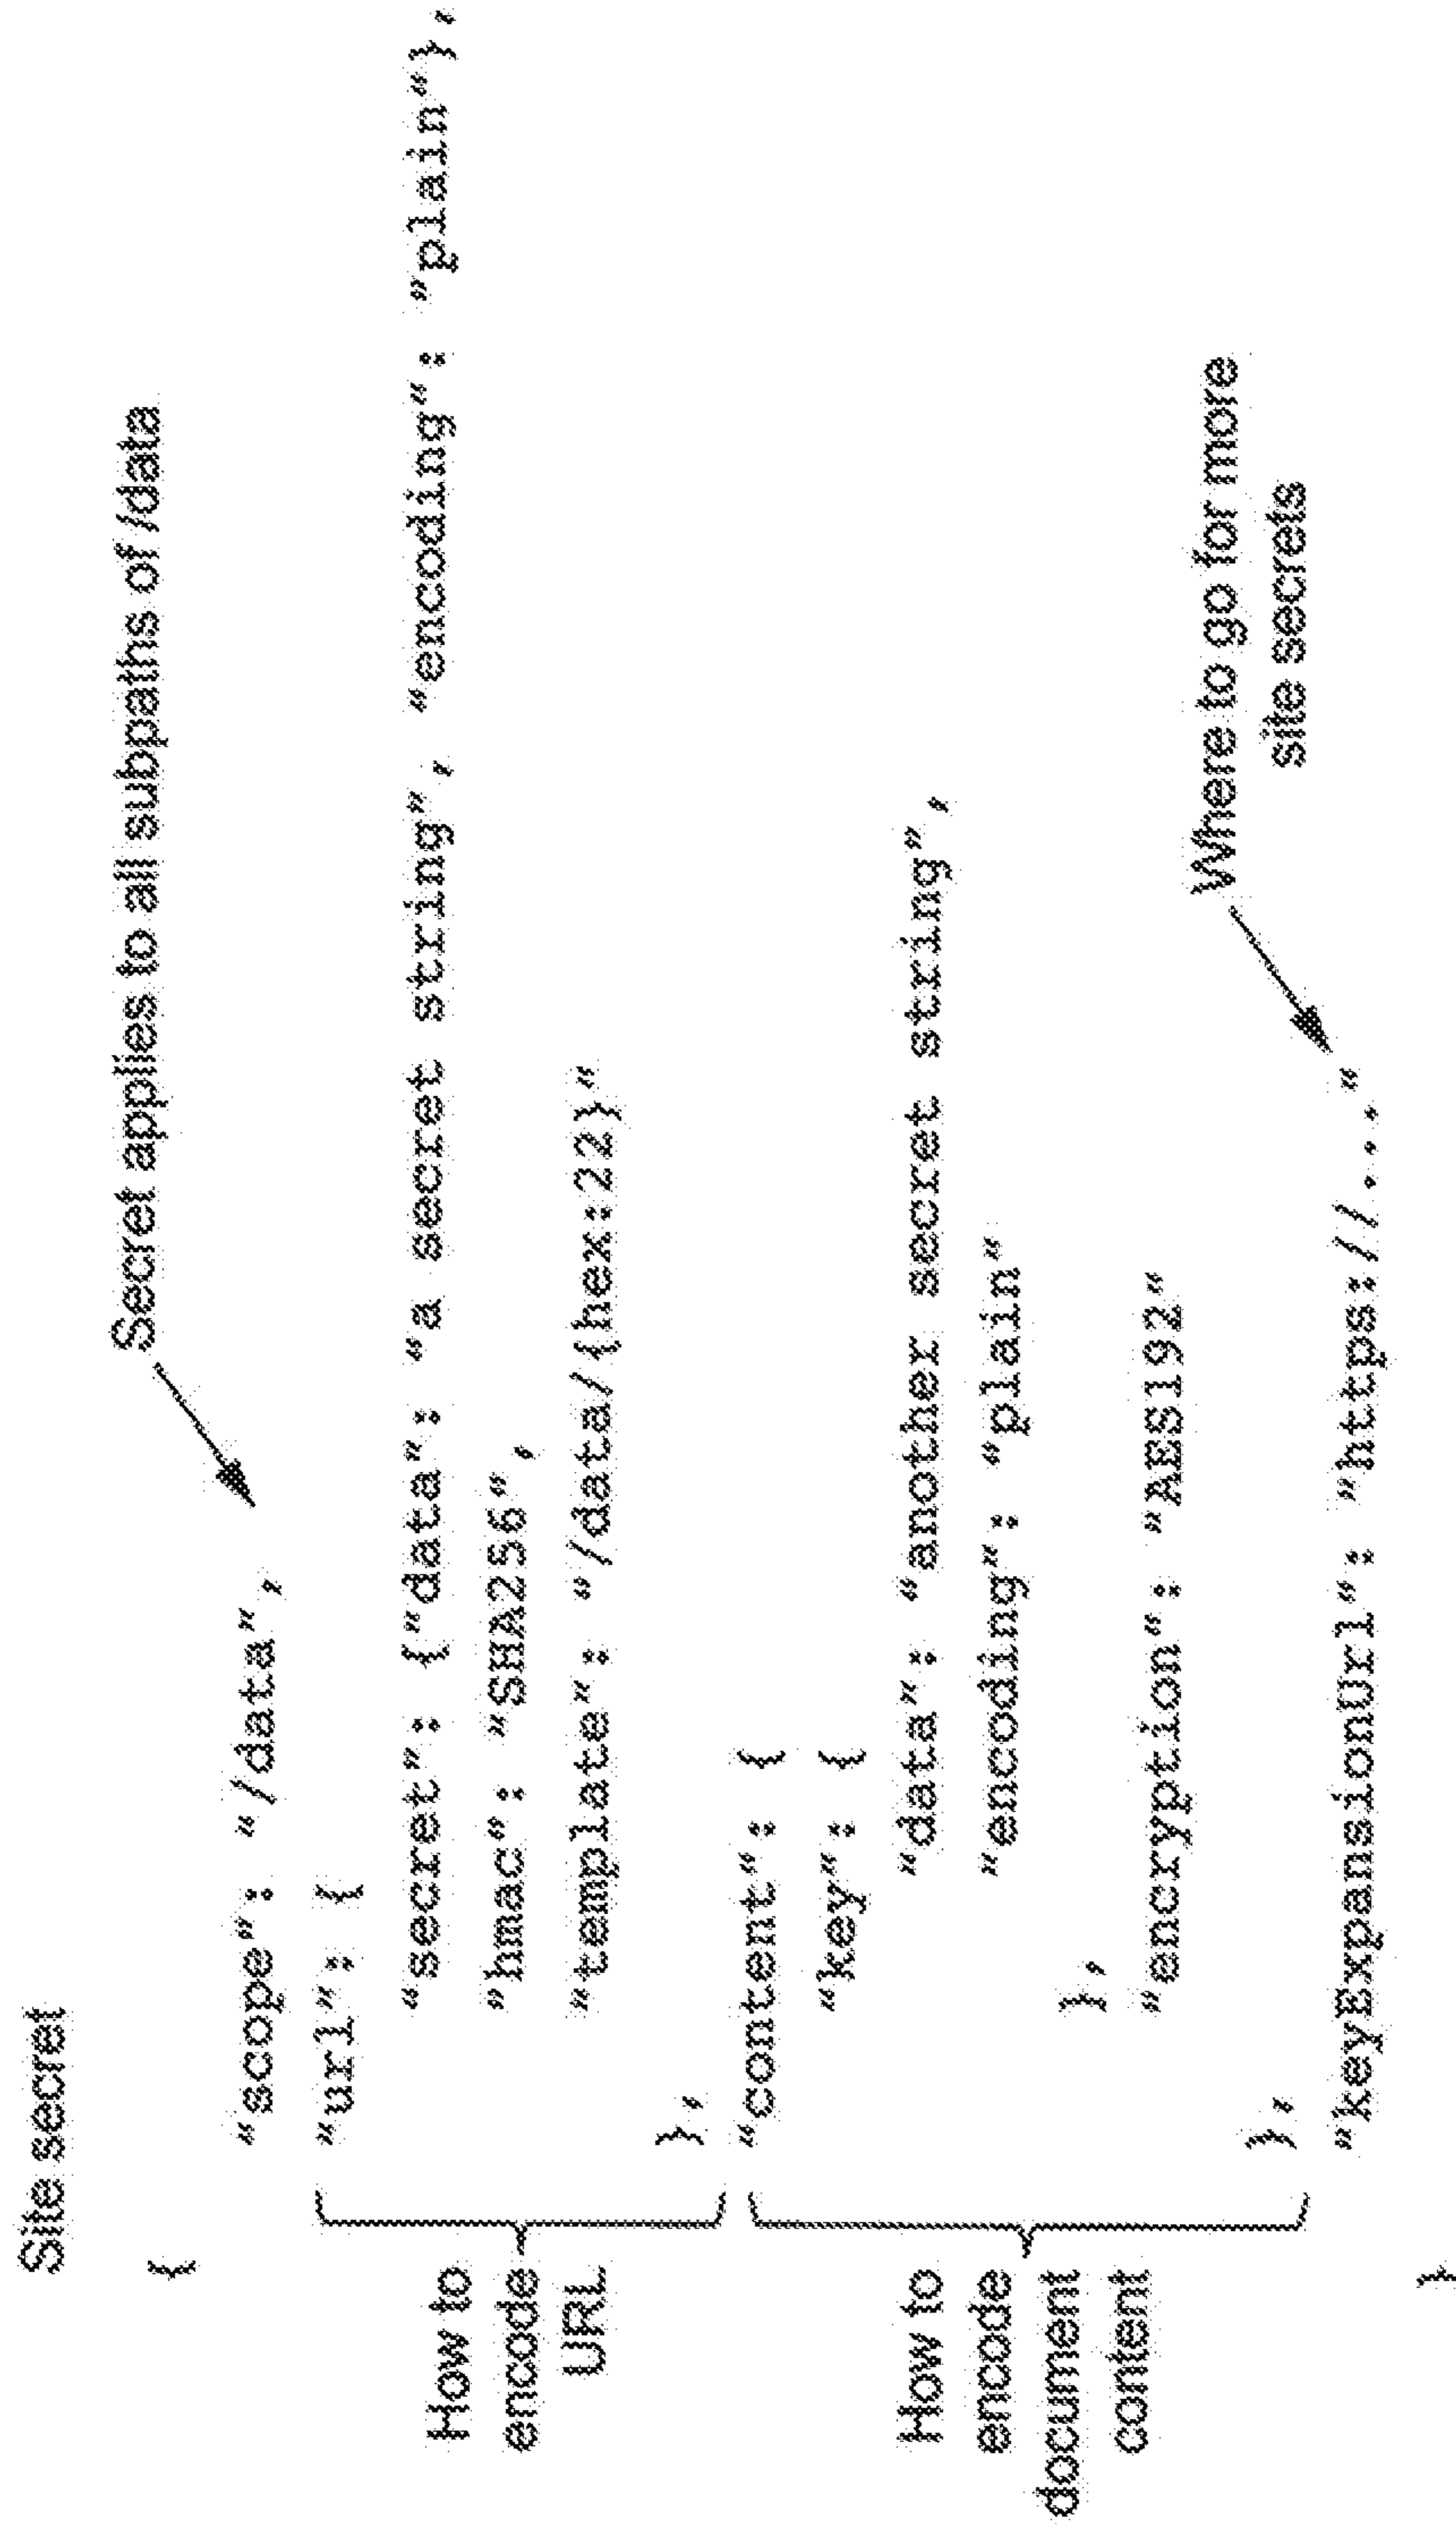 Site secret
{
Secret applies to all subpaths of /data
"scope": "/data",
"url": {
"secret": {"data": "a secret string", "encoding": "plain"},
"hmac": "SHA256",
"template": "/data/{hex:22}"
},
How to
encode
URL
"content": {
"key": {
"data": "another secret string",
"encoding": "plain"
},
"encryption": "AES192"
},
How to
encode
document
content
Where to go for more
site secrets
"keyExpansionUrl": "https://..."
}